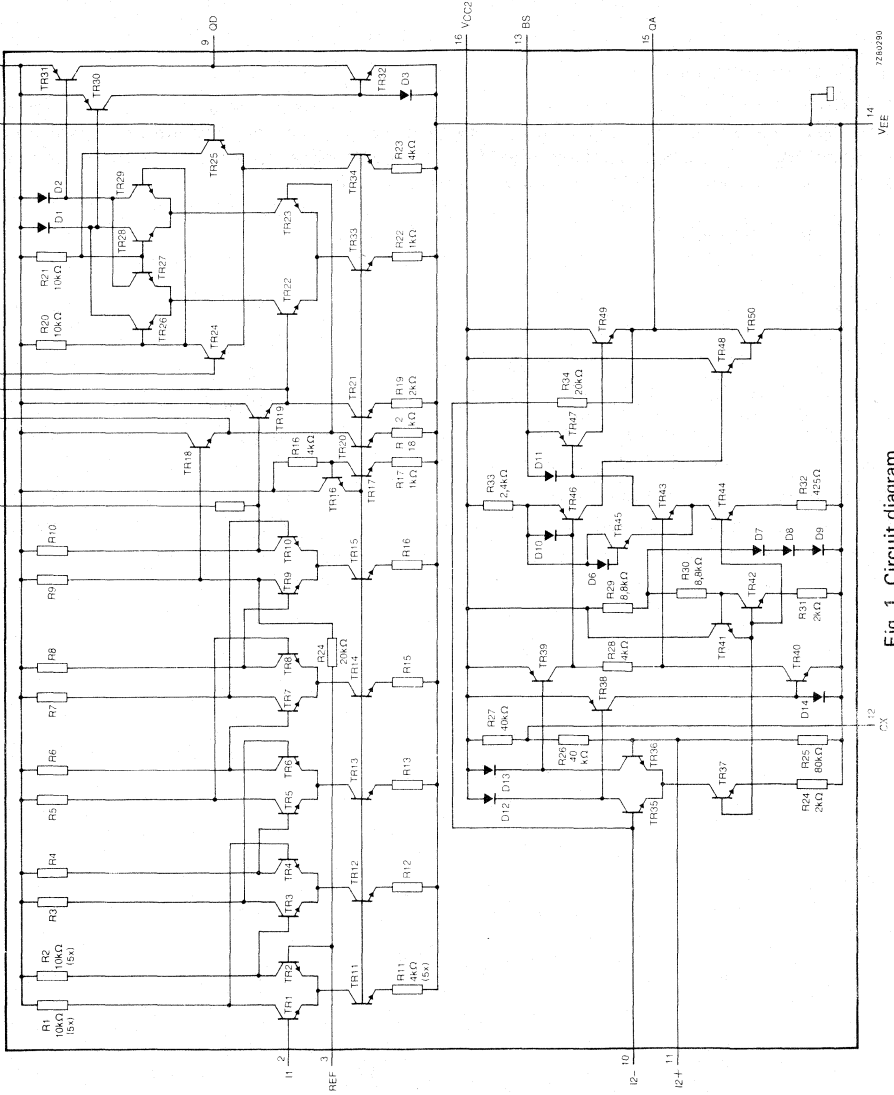 9 QD
16 VCC2
13 BS
15 QA
7Z80290
TR31
TR30
TR32
D3
14
VEE
TR25
R23
4kΩ
D2
TR29
TR34
D1
TR28
TR23
R21
10kΩ
TR27
TR33
R22
1kΩ
TR22
R20
10kΩ
TR26
TR24
TR49
TR50
TR48
R34
20kΩ
TR19
TR21
R19
2kΩ
TR47
TR18
R16
4kΩ
TR20
R
18
2
kΩ
D11
TR16
TR17
R17
1kΩ
R33
2,4kΩ
TR46
TR43
TR44
R32
425Ω
D10
TR45
D6
D7
D8
D9
R10
R9
TR10
TR9
TR15
R16
R29
8,8kΩ
R30
8,8kΩ
TR42
TR41
R31
2kΩ
R8
R7
TR8
TR7
R24
20kΩ
TR14
R15
TR39
R28
4kΩ
TR38
TR40
D14
R27
40kΩ
R26
40
kΩ
R25
80kΩ
12
CX
R6
R5
TR6
TR5
TR13
R13
D13
D12
TR36
TR35
TR37
R24
2kΩ
R4
R3
TR4
TR3
TR12
R12
R2
10kΩ
(5x)
R1
10kΩ
(5x)
TR2
TR1
TR11
R11
4kΩ
(5x)
2
I1
3
REF
10
I2-
11
I2+
Fig. 1 Circuit diagram